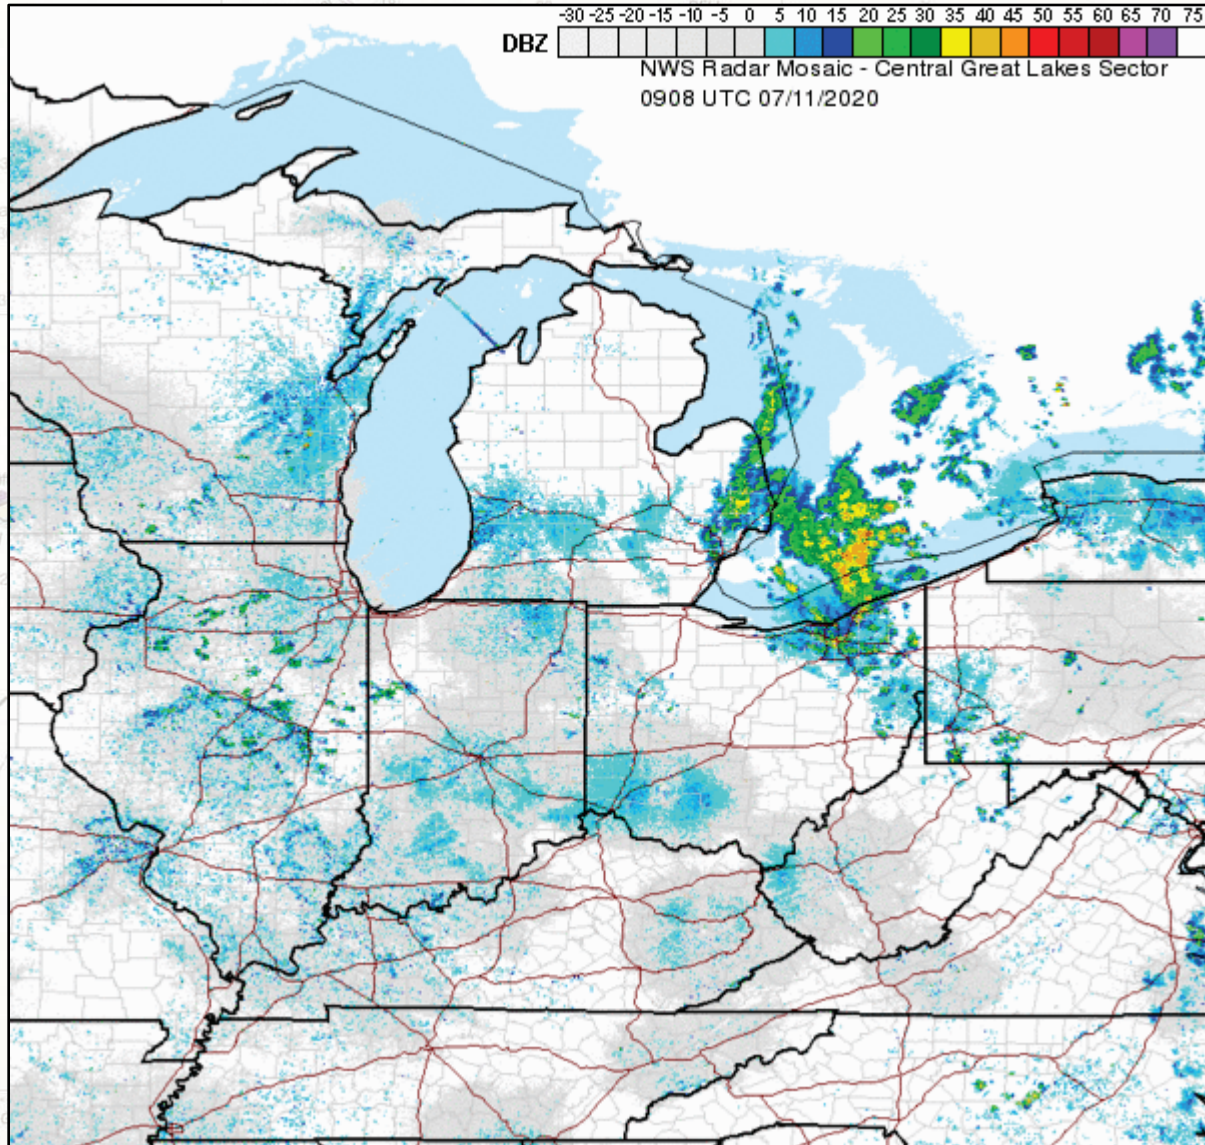 -30 -25 -20 -15 -10 -5 0 5 10 15 20 25 30 35 40 45 50 55 60 65 70 75
DBZ
NWS Radar Mosaic - Central Great Lakes Sector
0908 UTC 07/11/2020